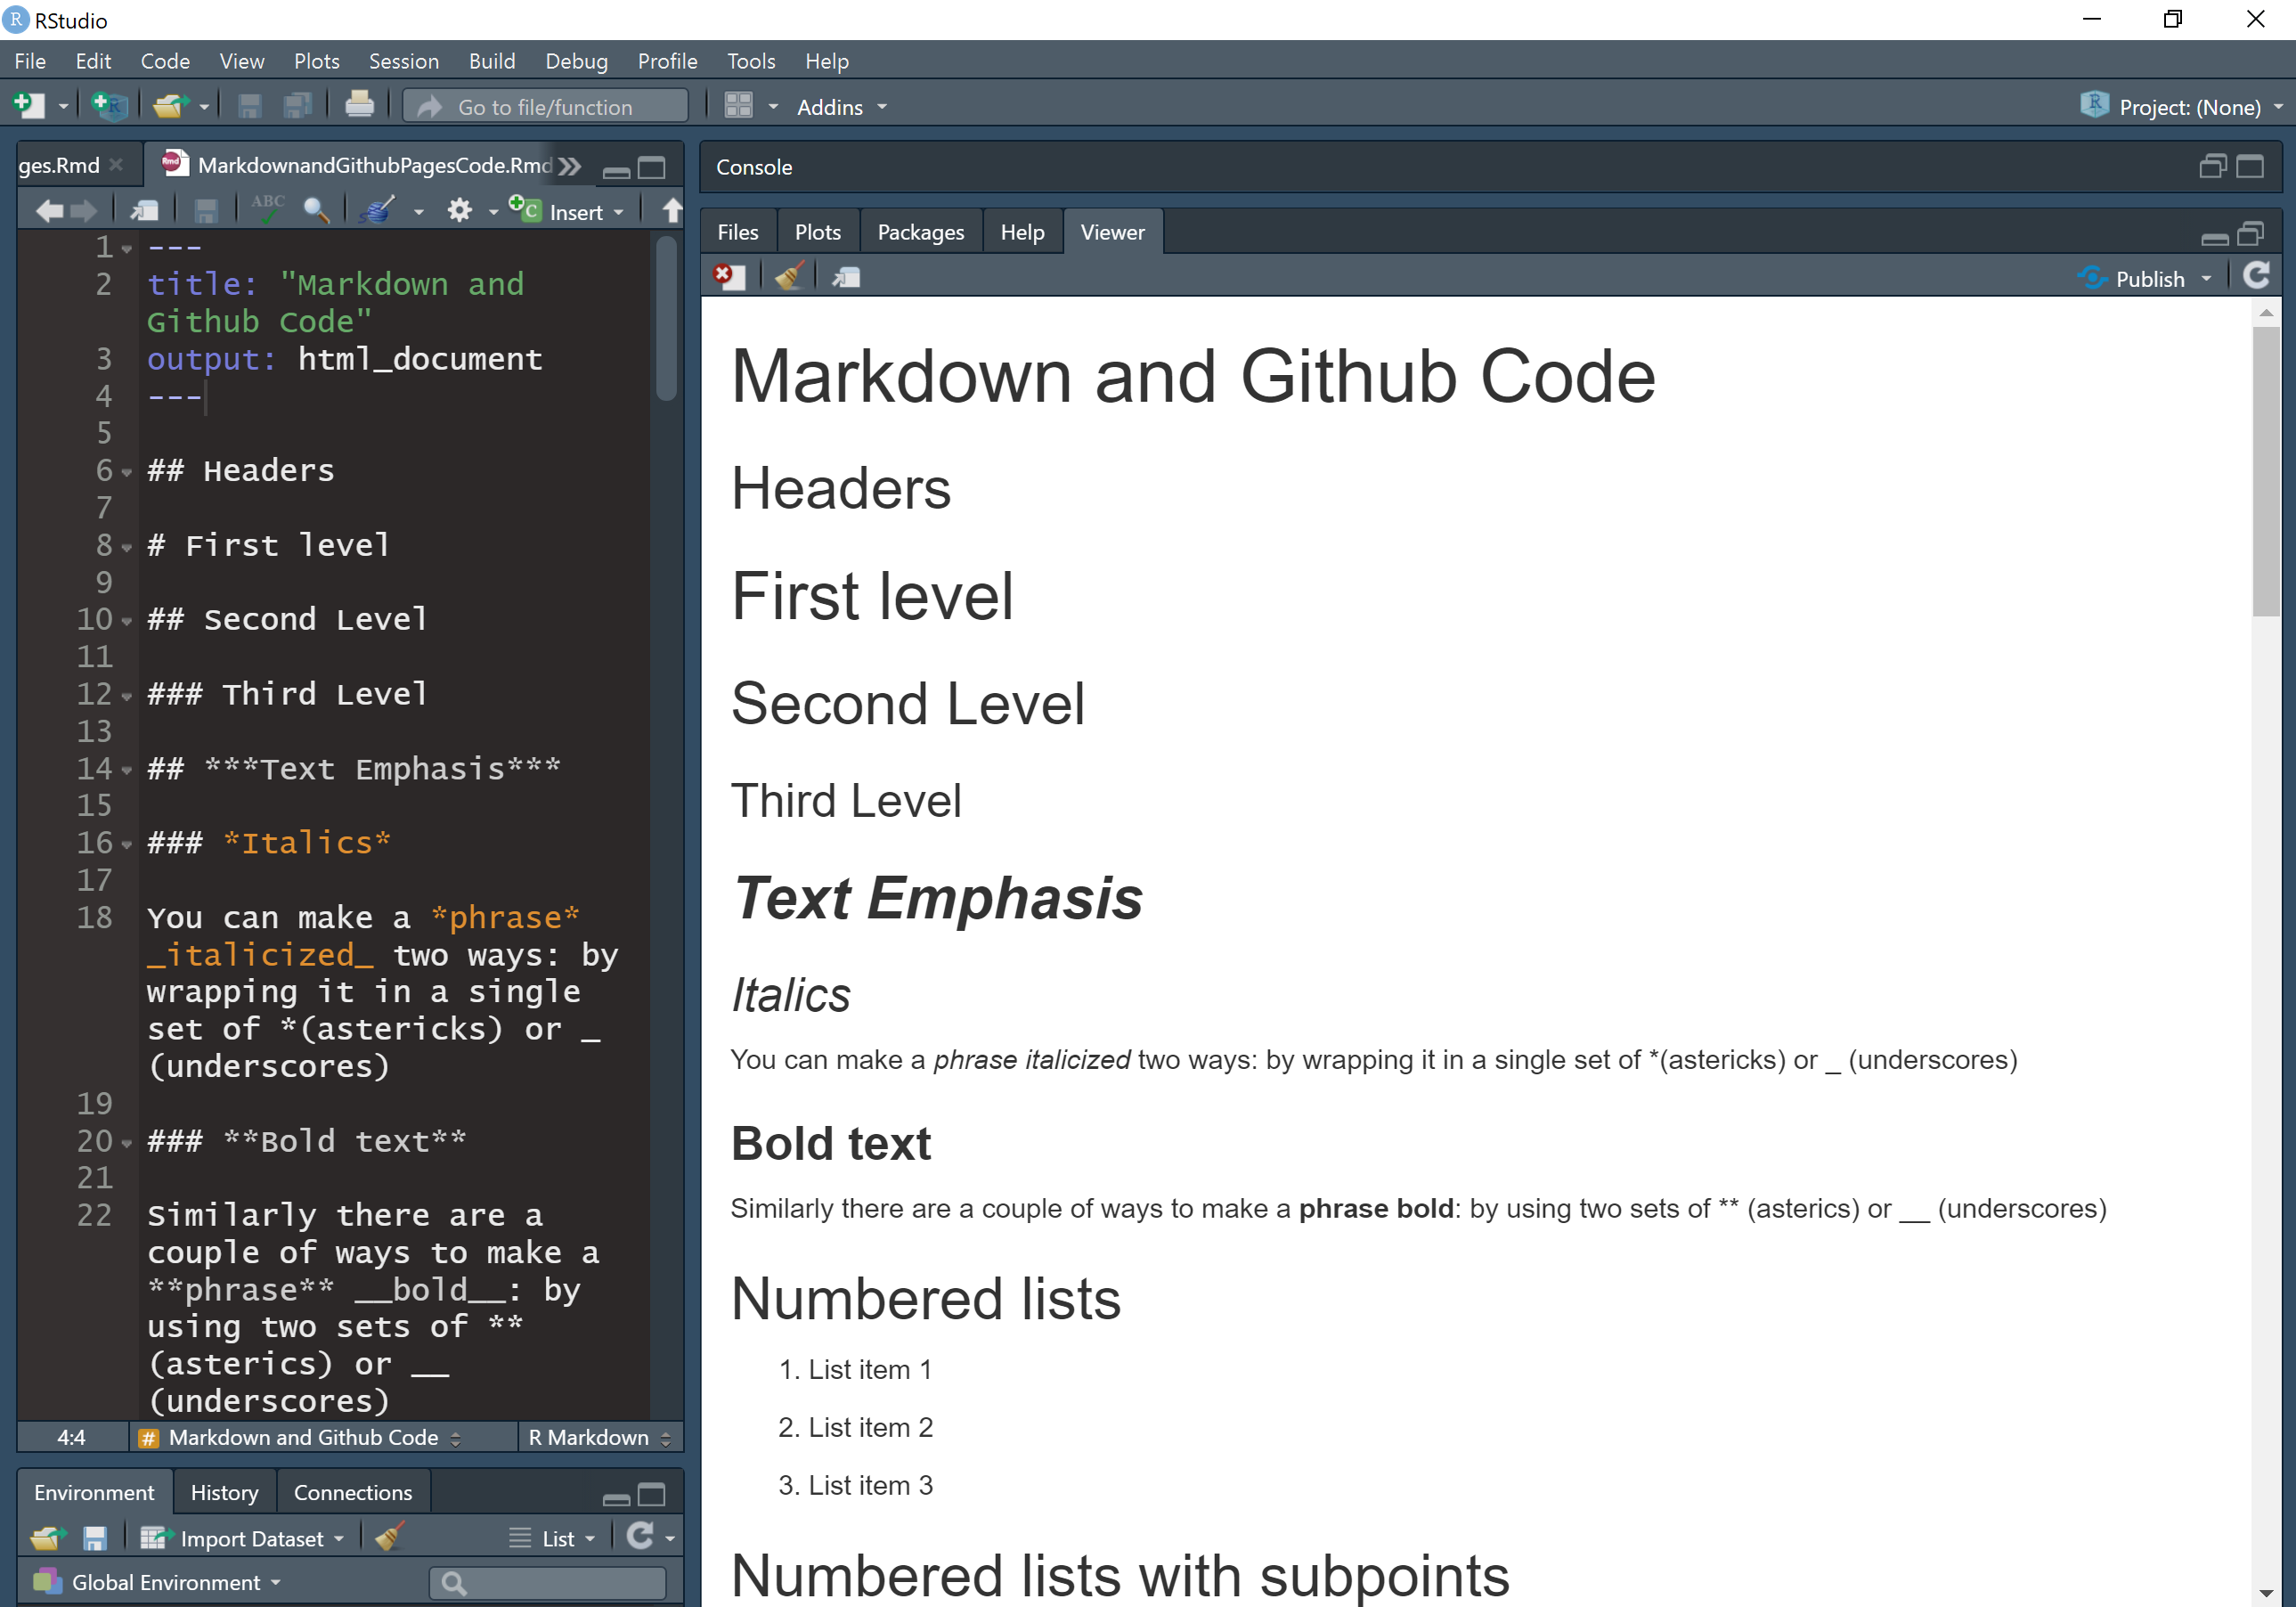 RStudio
File Edit Code View Plots Session Build Debug Profile Tools Help
Go to file/function Addins Project: (None)
ges.Rmd MarkdownandGithubPagesCode.Rmd
ABC Insert
1 ---
2 title: "Markdown and
Github Code"
3 output: html_document
4 ---
5
6 ## Headers
7
8 # First level
9
10 ## Second Level
11
12 ### Third Level
13
14 ## ***Text Emphasis***
15
16 ### *Italics*
17
18 You can make a *phrase*
_italicized_ two ways: by
wrapping it in a single
set of *(astericks) or _
(underscores)
19
20 ### **Bold text**
21
22 Similarly there are a
couple of ways to make a
**phrase** __bold__: by
using two sets of **
(asterics) or __
(underscores)
4:4 # Markdown and Github Code R Markdown
Environment History Connections
Import Dataset List
Global Environment
Console
Files Plots Packages Help Viewer
Publish
Markdown and Github Code
Headers
First level
Second Level
Third Level
Text Emphasis
Italics
You can make a phrase italicized two ways: by wrapping it in a single set of *(astericks) or _ (underscores)
Bold text
Similarly there are a couple of ways to make a phrase bold: by using two sets of ** (asterics) or __ (underscores)
Numbered lists
1. List item 1
2. List item 2
3. List item 3
Numbered lists with subpoints